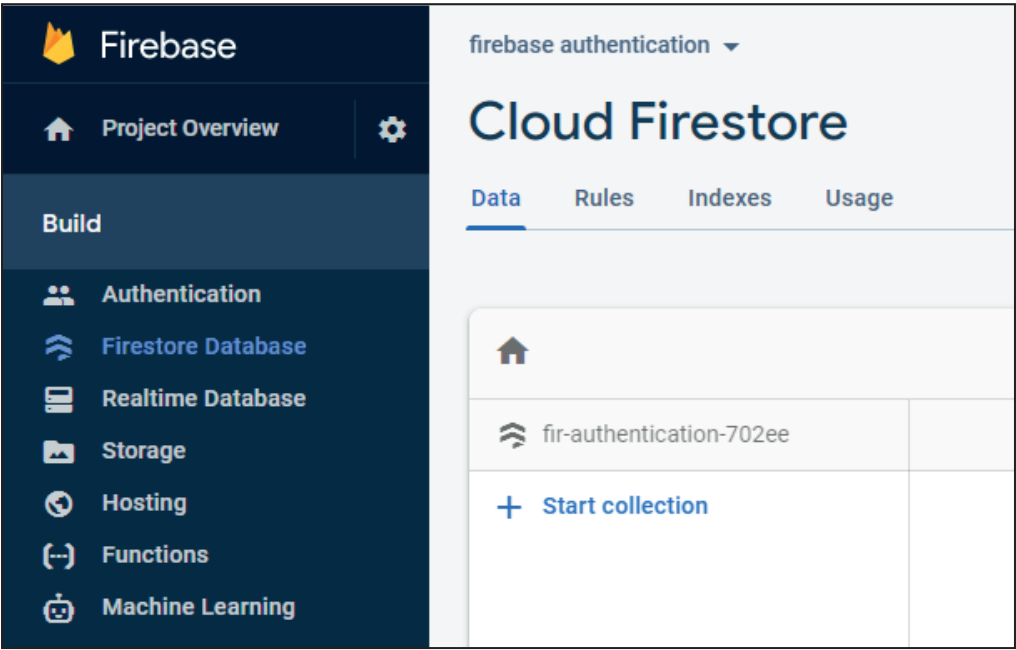 Firebase
Project Overview
Build
Authentication
Firestore Database
Realtime Database
Storage
Hosting
Functions
Machine Learning
firebase authentication
Cloud Firestore
Data Rules Indexes Usage
fir-authentication-702ee
+ Start collection